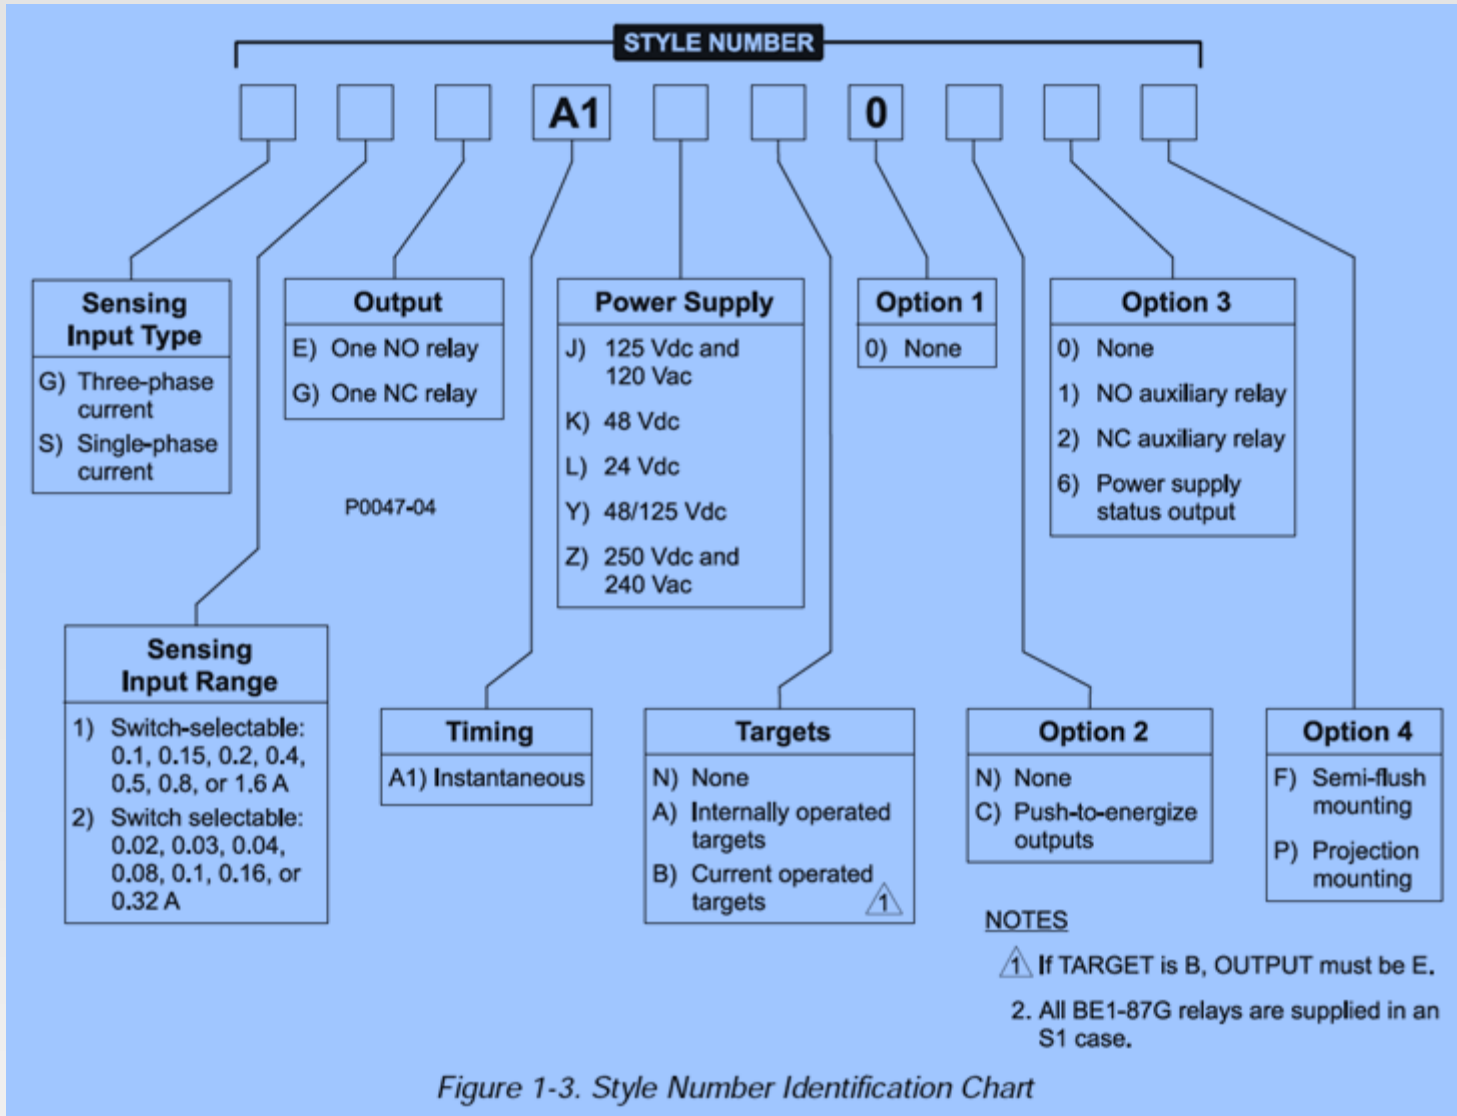 STYLE NUMBER
A1
0
Sensing
Input Type
G) Three-phase
current
S) Single-phase
current
Output
E) One NO relay
G) One NC relay
P0047-04
Power Supply
J) 125 Vdc and
120 Vac
K) 48 Vdc
L) 24 Vdc
Y) 48/125 Vdc
Z) 250 Vdc and
240 Vac
Option 1
0) None
Option 3
0) None
1) NO auxiliary relay
2) NC auxiliary relay
6) Power supply
status output
Sensing
Input Range
1) Switch-selectable:
0.1, 0.15, 0.2, 0.4,
0.5, 0.8, or 1.6 A
2) Switch selectable:
0.02, 0.03, 0.04,
0.08, 0.1, 0.16, or
0.32 A
Timing
A1) Instantaneous
Targets
N) None
A) Internally operated
targets
B) Current operated
targets 1
Option 2
N) None
C) Push-to-energize
outputs
Option 4
F) Semi-flush
mounting
P) Projection
mounting
NOTES
1 If TARGET is B, OUTPUT must be E.
2. All BE1-87G relays are supplied in an
S1 case.
Figure 1-3. Style Number Identification Chart